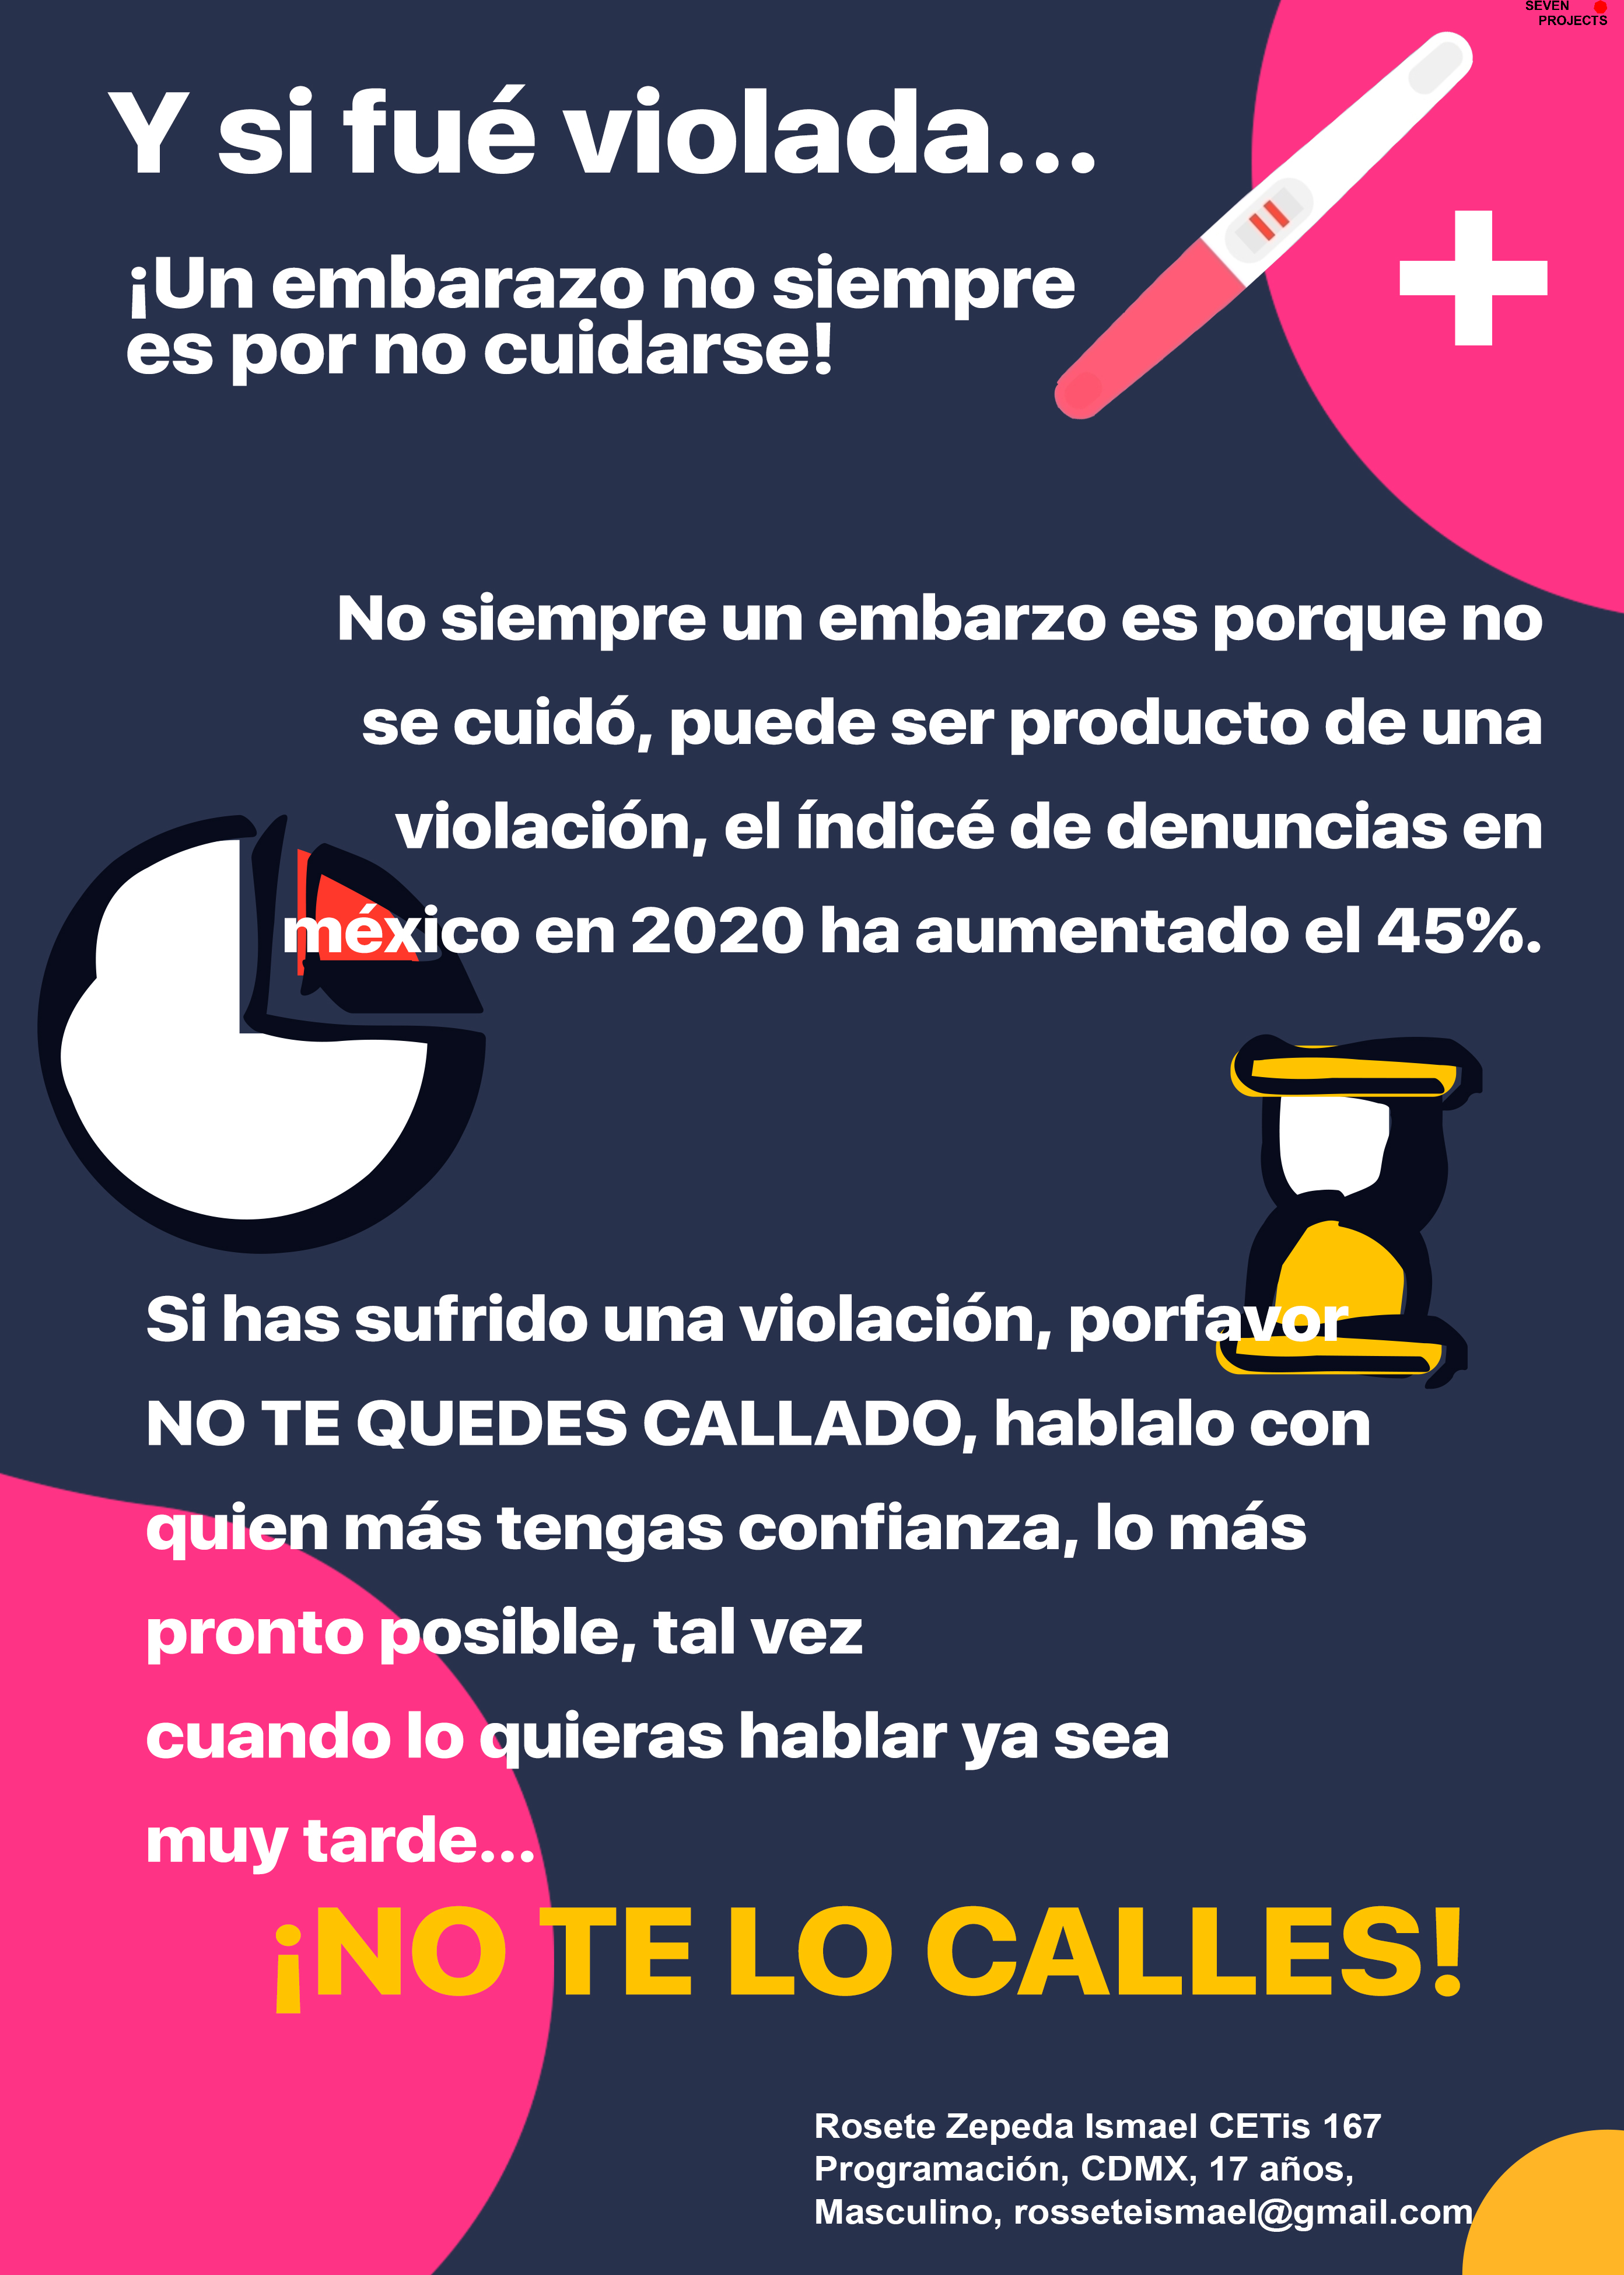 SEVEN
PROJECTS
Y si fué violada...
¡Un embarazo no siempre
es por no cuidarse!
No siempre un embarzo es porque no
se cuidó, puede ser producto de una
violación, el índicé de denuncias en
méxico en 2020 ha aumentado el 45%.
Si has sufrido una violación, porfavor
NO TE QUEDES CALLADO, hablalo con
quien más tengas confianza, lo más
pronto posible, tal vez
cuando lo quieras hablar ya sea
muy tarde...
¡NO TE LO CALLES!
Rosete Zepeda Ismael CETis 167
Programación, CDMX, 17 años,
Masculino, rosseteismael@gmail.com